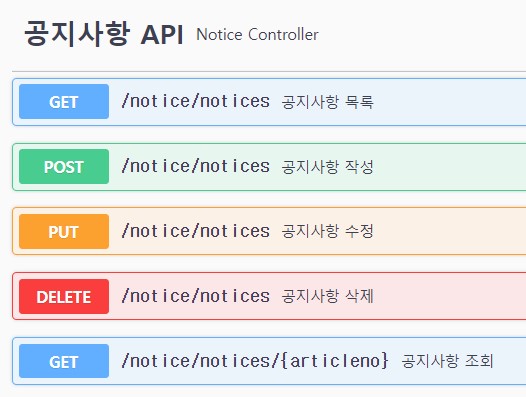 공지사항 API Notice Controller
GET /notice/notices 공지사항 목록
POST /notice/notices 공지사항 작성
PUT /notice/notices 공지사항 수정
DELETE /notice/notices 공지사항 삭제
GET /notice/notices/{articleno} 공지사항 조회